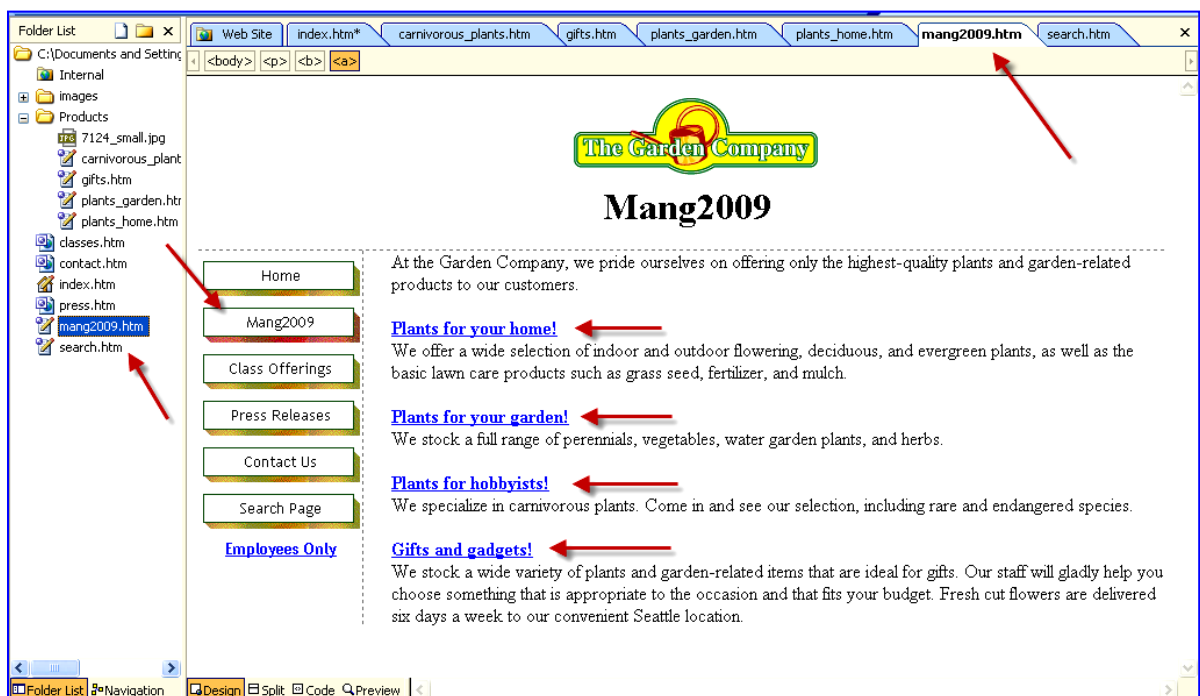 Folder List
C:\Documents and Setting
Internal
images
Products
7124_small.jpg
carnivorous_plant
gifts.htm
plants_garden.htr
plants_home.htm
classes.htm
contact.htm
index.htm
press.htm
mang2009.htm
search.htm
Folder List Navigation
Web Site index.htm* carnivorous_plants.htm gifts.htm plants_garden.htm plants_home.htm mang2009.htm search.htm
<body> <p> <b> <a>
The Garden Company
Mang2009
Home
Mang2009
Class Offerings
Press Releases
Contact Us
Search Page
Employees Only
At the Garden Company, we pride ourselves on offering only the highest-quality plants and garden-related
products to our customers.
Plants for your home!
We offer a wide selection of indoor and outdoor flowering, deciduous, and evergreen plants, as well as the
basic lawn care products such as grass seed, fertilizer, and mulch.
Plants for your garden!
We stock a full range of perennials, vegetables, water garden plants, and herbs.
Plants for hobbyists!
We specialize in carnivorous plants. Come in and see our selection, including rare and endangered species.
Gifts and gadgets!
We stock a wide variety of plants and garden-related items that are ideal for gifts. Our staff will gladly help you
choose something that is appropriate to the occasion and that fits your budget. Fresh cut flowers are delivered
six days a week to our convenient Seattle location.
Design Split Code Preview